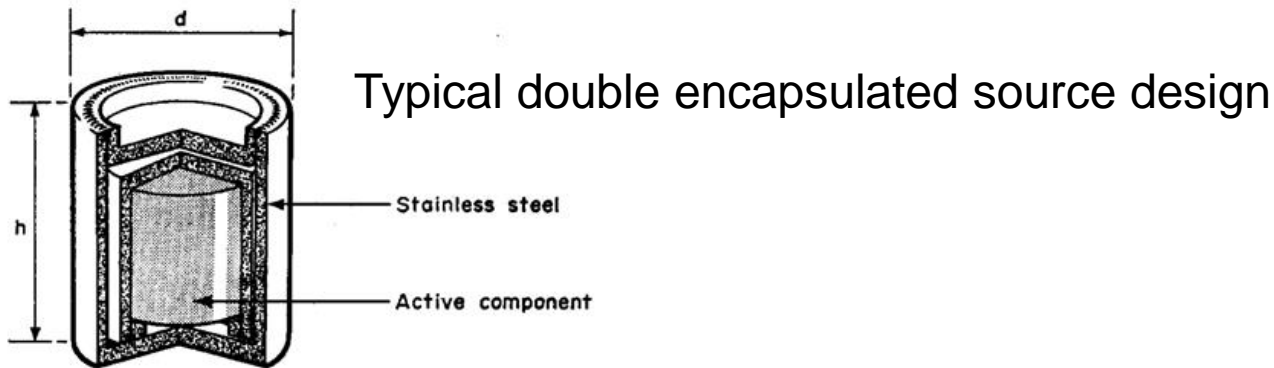 d
Typical double encapsulated source design
h
Stainless steel
Active component